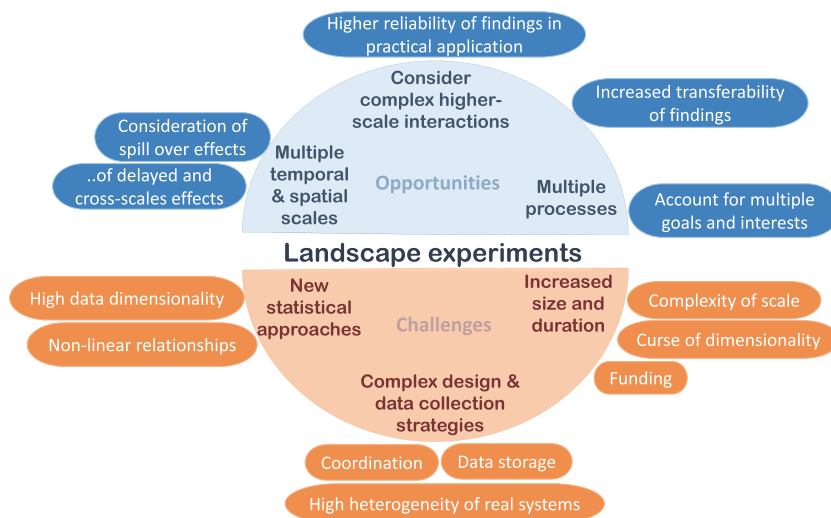 Higher reliability of findings in
practical application
Consider
complex higher-
scale interactions
Increased transferability
of findings
Consideration of
spill over effects
..of delayed and
cross-scales effects
Multiple
temporal
& spatial
scales
Opportunities
Multiple
processes
Account for multiple
goals and interests
Landscape experiments
New
statistical
approaches
Challenges
Increased
size and
duration
High data dimensionality
Non-linear relationships
Complexity of scale
Curse of dimensionality
Funding
Complex design &
data collection
strategies
Coordination
Data storage
High heterogeneity of real systems